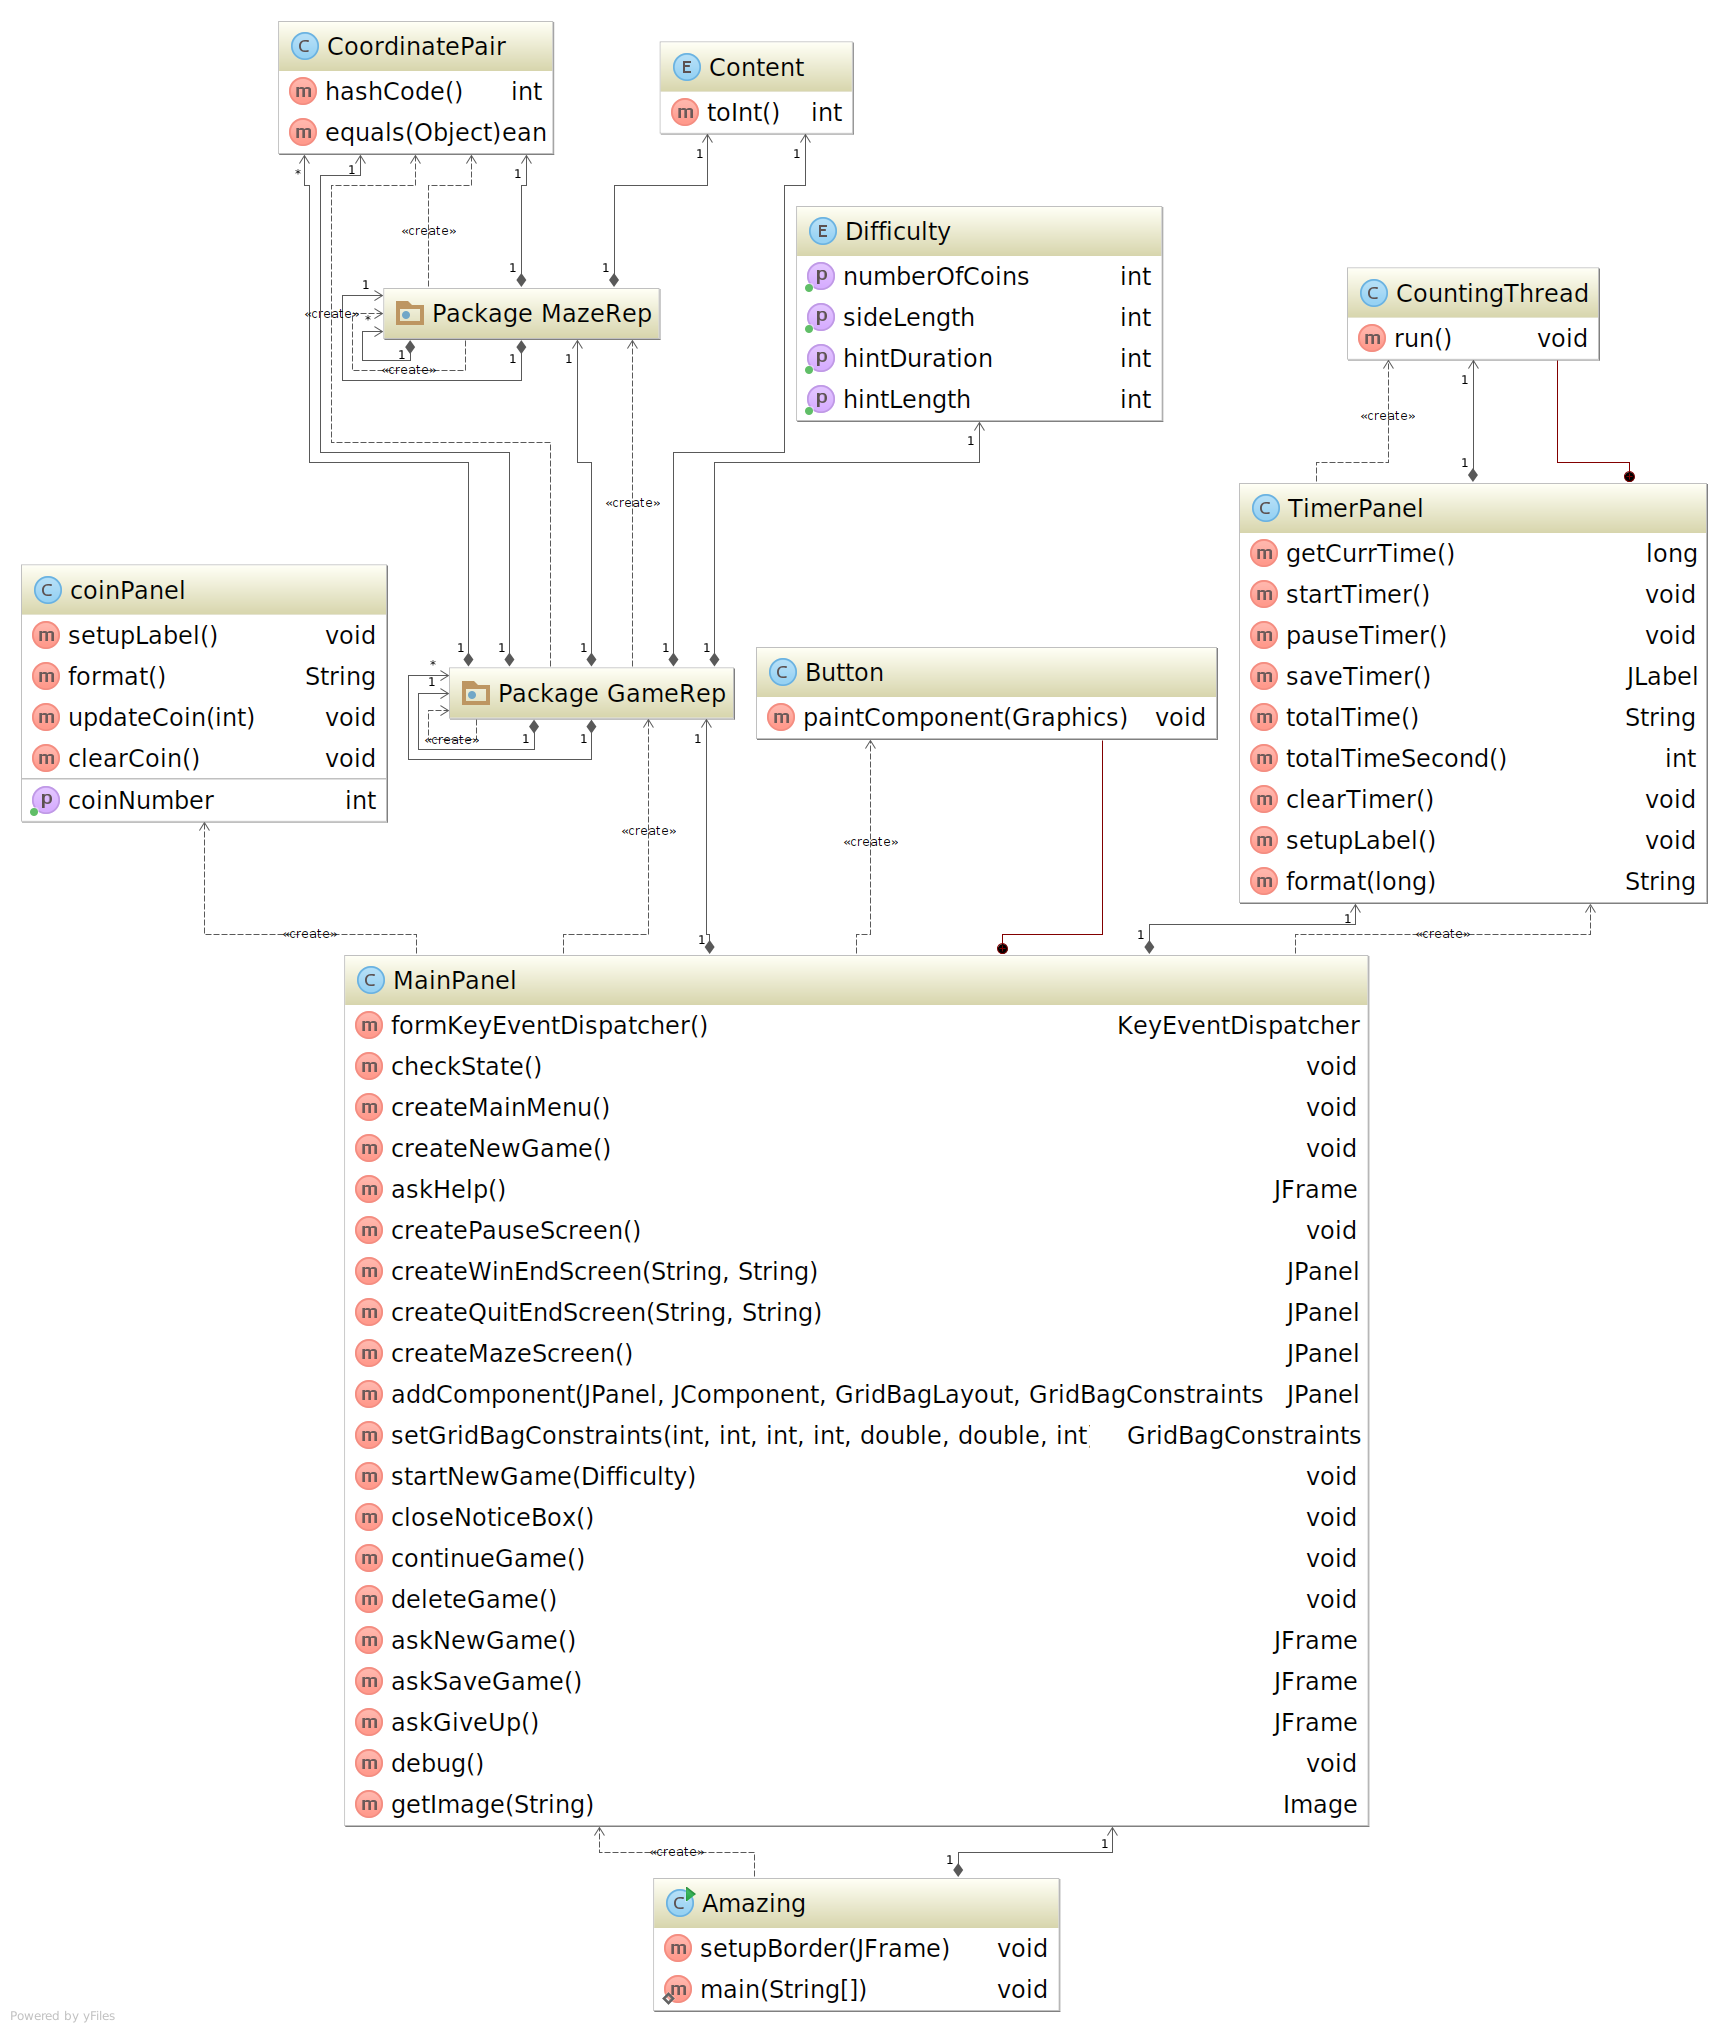 C CoordinatePair
m hashCode() int
m equals(Object)ean
E Content
m toInt() int
* 1 1
1 1
«create»
E Difficulty
p numberOfCoins int
p sideLength int
p hintDuration int
p hintLength int
1 1
1
Package MazeRep
«create»
*
1 1 1
«create»
C CountingThread
m run() void
1
«create»
1
1
«create»
C TimerPanel
m getCurrTime() long
m startTimer() void
m pauseTimer() void
m saveTimer() JLabel
m totalTime() String
m totalTimeSecond() int
m clearTimer() void
m setupLabel() void
m format(long) String
C coinPanel
m setupLabel() void
m format() String
m updateCoin(int) void
m clearCoin() void
p coinNumber int
1 1 1 1 1
*
1
Package GameRep
«create» 1 1 1
C Button
m paintComponent(Graphics) void
«create»
«create»
«create»
1
1
1
«create»
C MainPanel
m formKeyEventDispatcher() KeyEventDispatcher
m checkState() void
m createMainMenu() void
m createNewGame() void
m askHelp() JFrame
m createPauseScreen() void
m createWinEndScreen(String, String) JPanel
m createQuitEndScreen(String, String) JPanel
m createMazeScreen() JPanel
m addComponent(JPanel, JComponent, GridBagLayout, GridBagConstraints JPanel
m setGridBagConstraints(int, int, int, int, double, double, int) GridBagConstraints
m startNewGame(Difficulty) void
m closeNoticeBox() void
m continueGame() void
m deleteGame() void
m askNewGame() JFrame
m askSaveGame() JFrame
m askGiveUp() JFrame
m debug() void
m getImage(String) Image
«create»
1
1
C Amazing
m setupBorder(JFrame) void
m main(String[]) void
Powered by yFiles